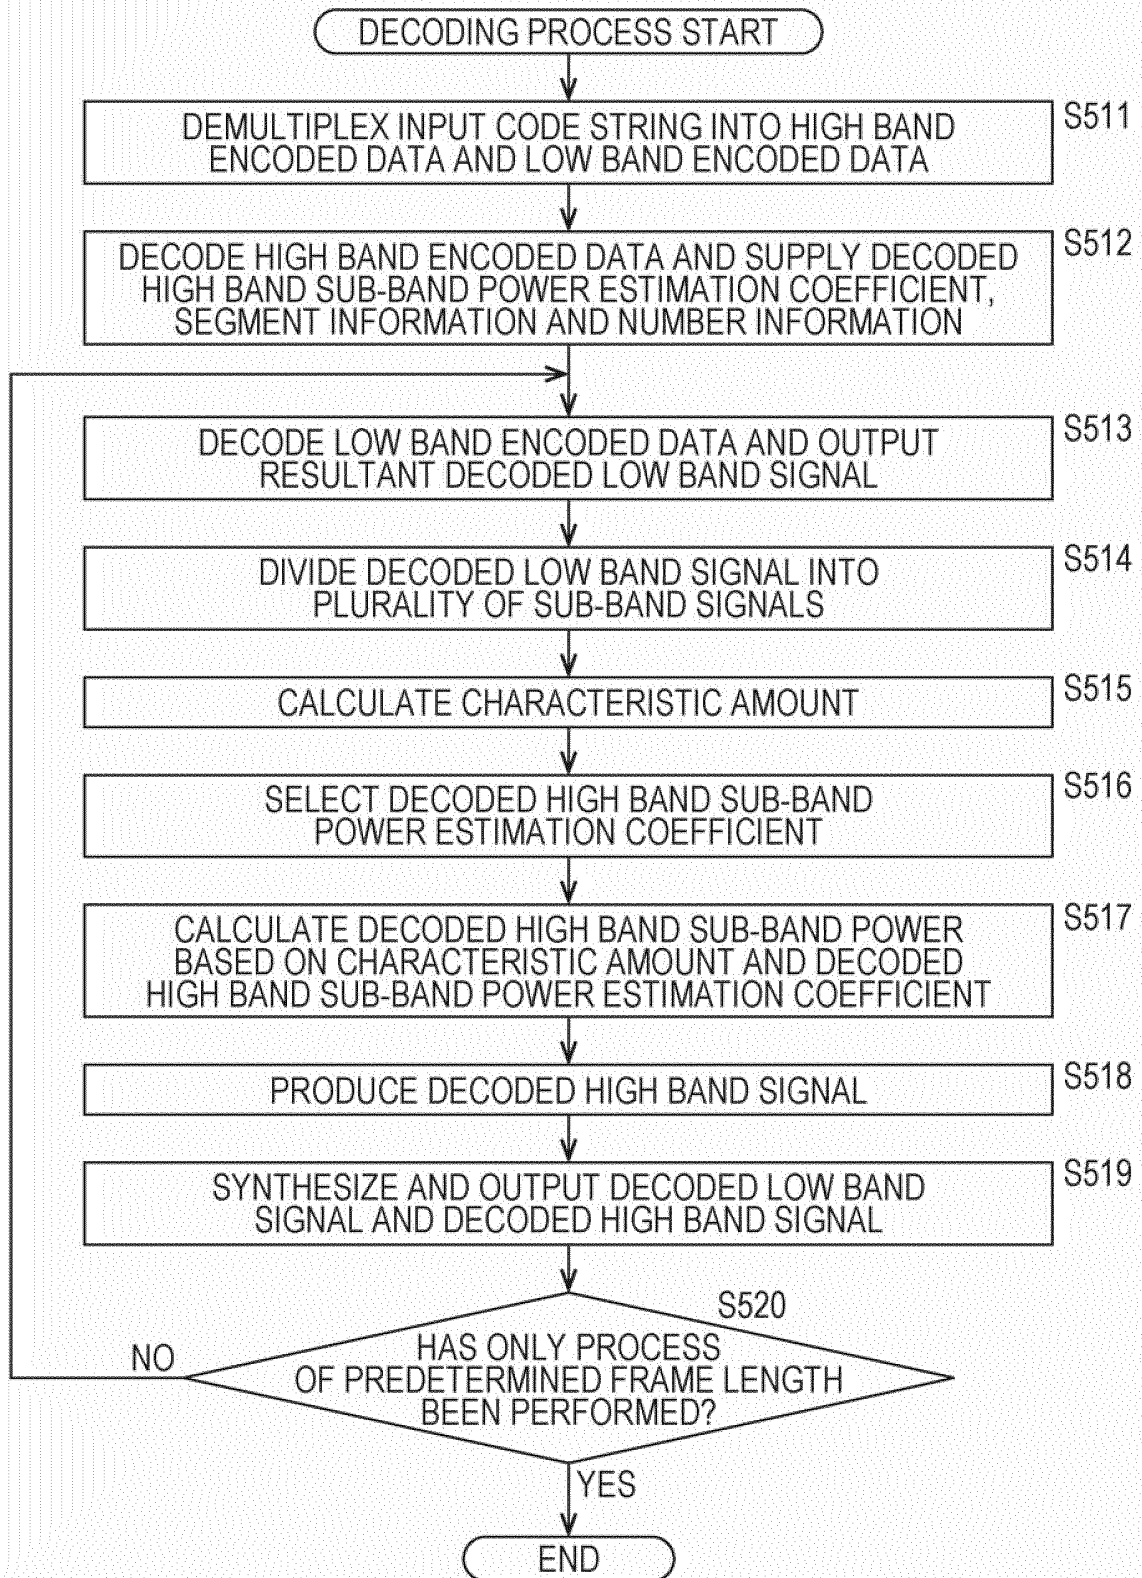 DECODING PROCESS START
S511
DEMULTIPLEX INPUT CODE STRING INTO HIGH BAND
ENCODED DATA AND LOW BAND ENCODED DATA
S512
DECODE HIGH BAND ENCODED DATA AND SUPPLY DECODED
HIGH BAND SUB-BAND POWER ESTIMATION COEFFICIENT,
SEGMENT INFORMATION AND NUMBER INFORMATION
S513
DECODE LOW BAND ENCODED DATA AND OUTPUT
RESULTANT DECODED LOW BAND SIGNAL
S514
DIVIDE DECODED LOW BAND SIGNAL INTO
PLURALITY OF SUB-BAND SIGNALS
S515
CALCULATE CHARACTERISTIC AMOUNT
S516
SELECT DECODED HIGH BAND SUB-BAND
POWER ESTIMATION COEFFICIENT
S517
CALCULATE DECODED HIGH BAND SUB-BAND POWER
BASED ON CHARACTERISTIC AMOUNT AND DECODED
HIGH BAND SUB-BAND POWER ESTIMATION COEFFICIENT
S518
PRODUCE DECODED HIGH BAND SIGNAL
S519
SYNTHESIZE AND OUTPUT DECODED LOW BAND
SIGNAL AND DECODED HIGH BAND SIGNAL
S520
NO
HAS ONLY PROCESS
OF PREDETERMINED FRAME LENGTH
BEEN PERFORMED?
YES
END